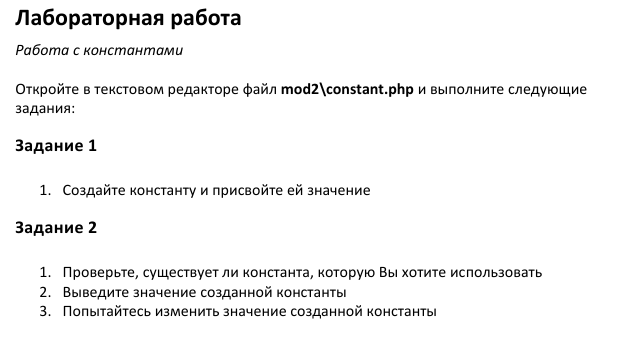 Лабораторная работа
Работа с константами
Откройте в текстовом редакторе файл mod2\constant.php и выполните следующие
задания:
Задание 1
1. Создайте константу и присвойте ей значение
Задание 2
1. Проверьте, существует ли константа, которую Вы хотите использовать
2. Выведите значение созданной константы
3. Попытайтесь изменить значение созданной константы